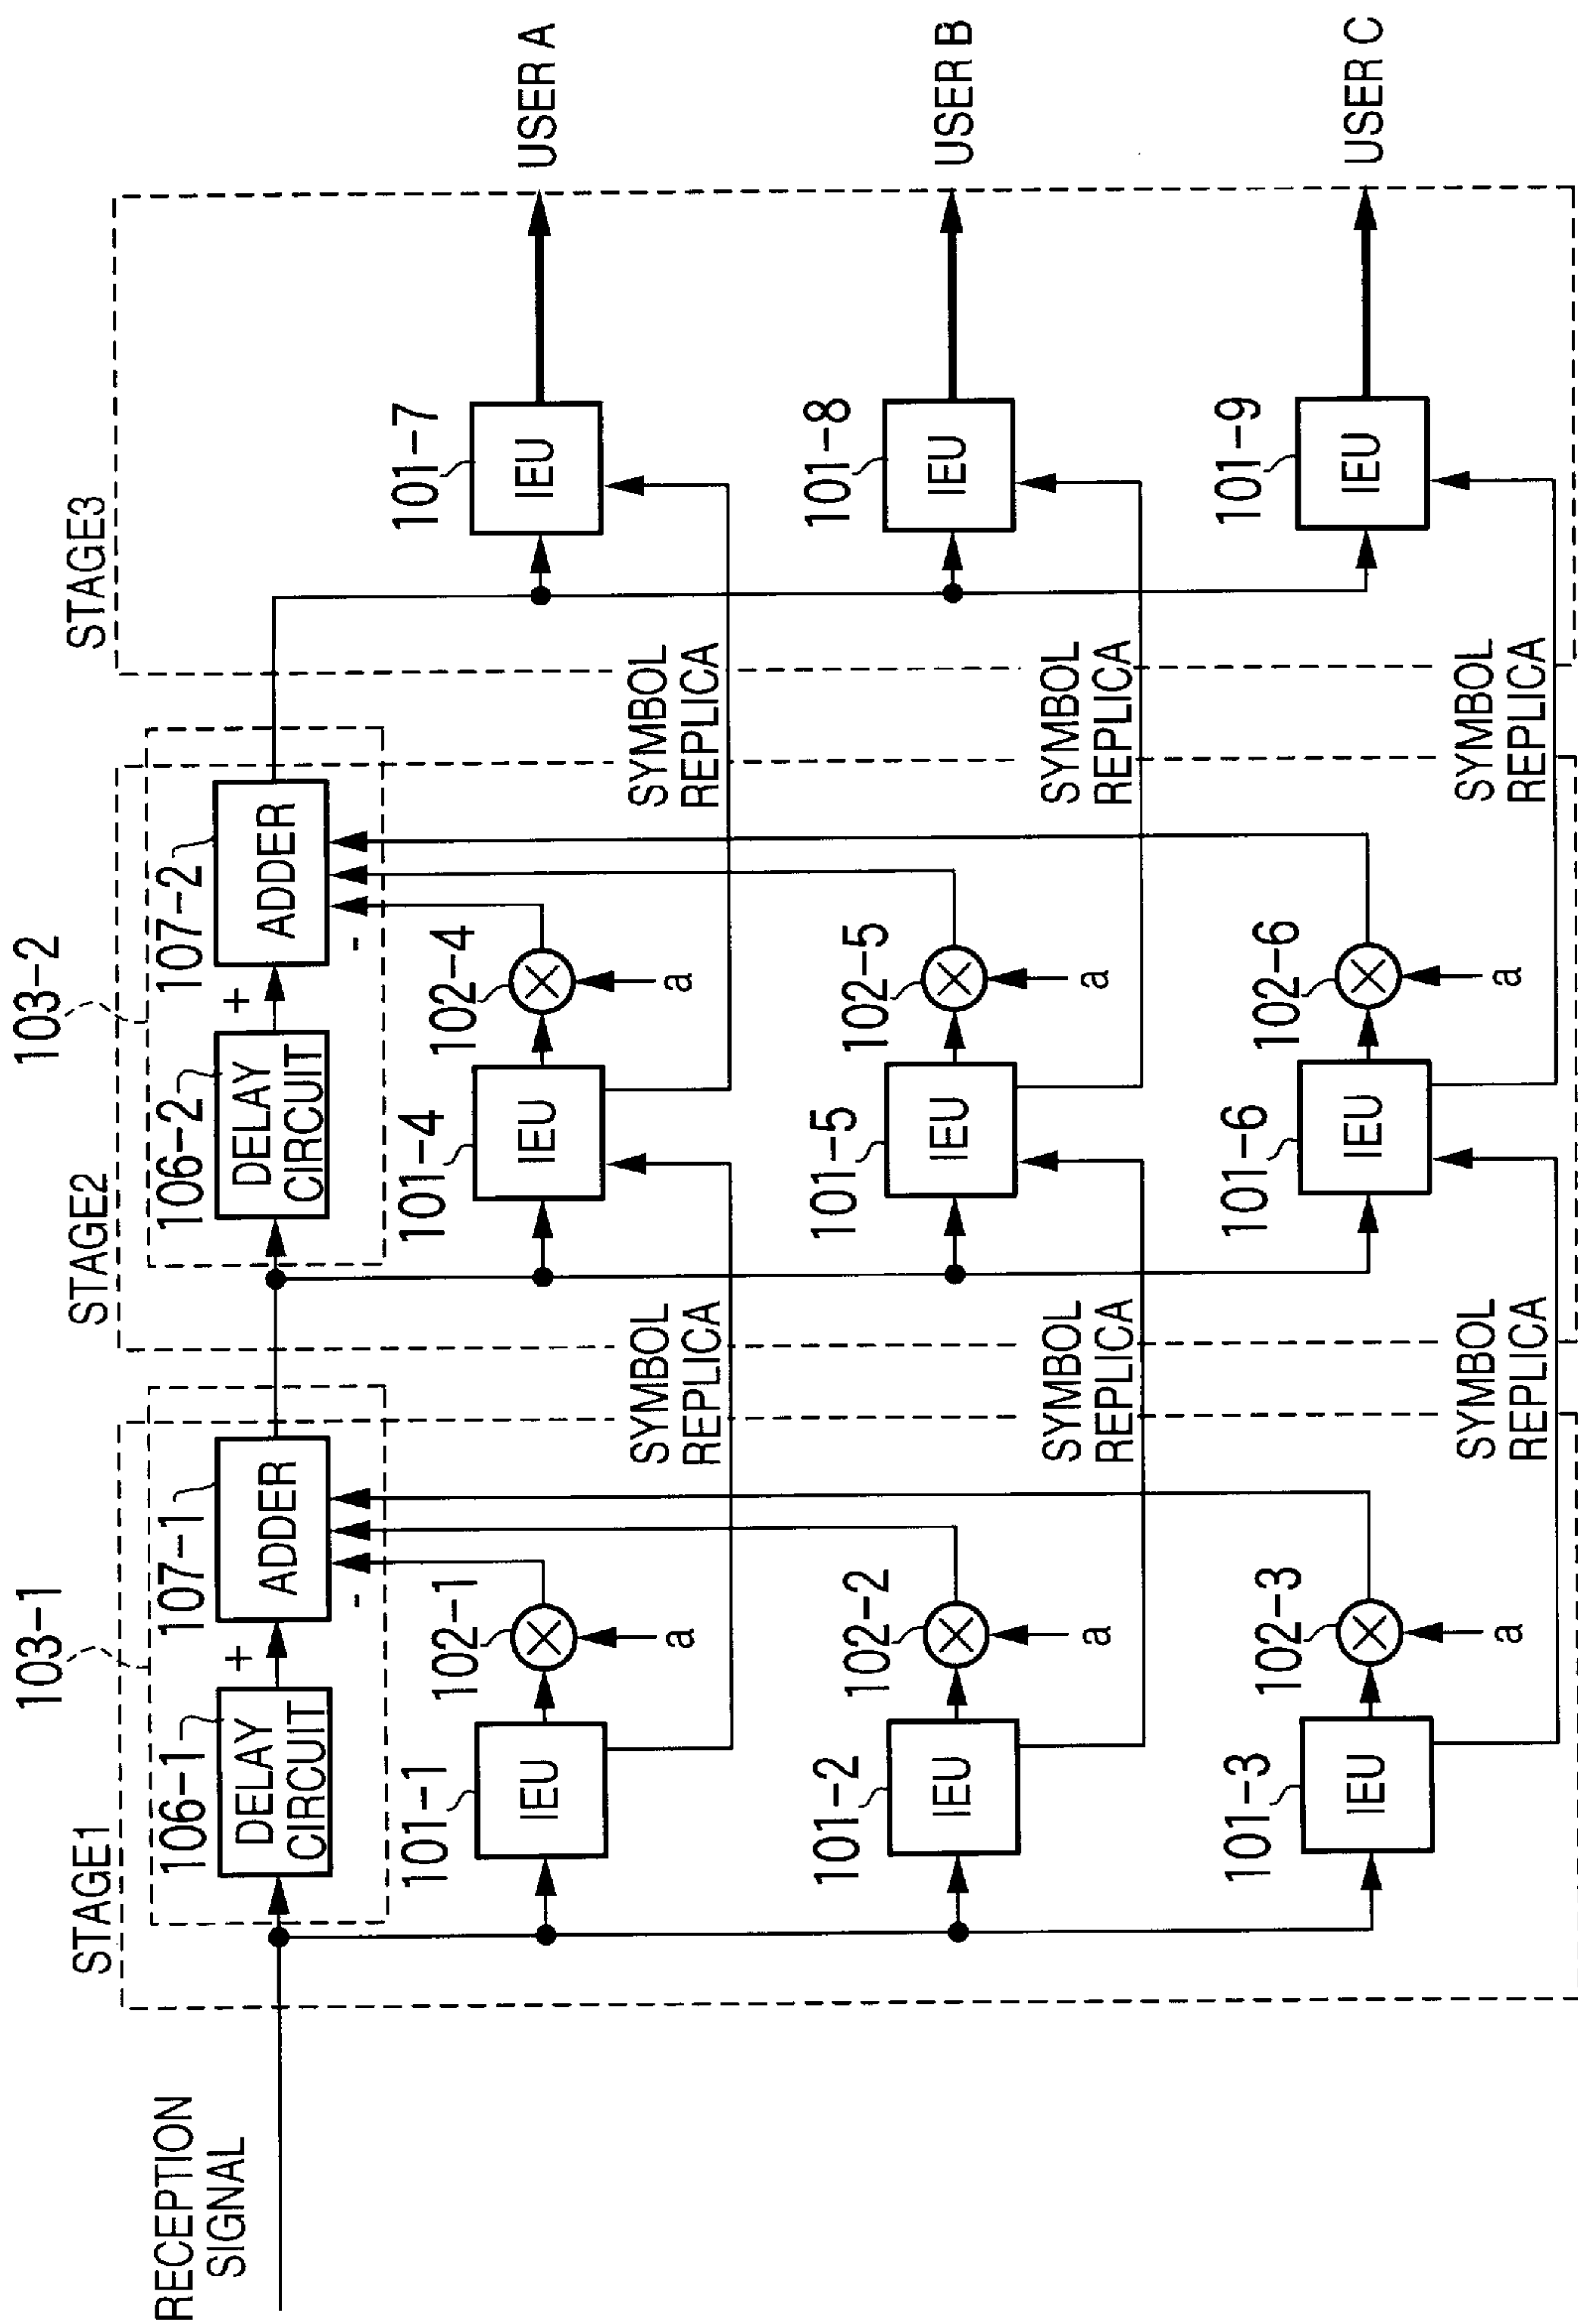 RECEPTION
SIGNAL
STAGE1
103-1
106-1
DELAY
CIRCUIT
+
107-1
ADDER
-
101-1
IEU
102-1
a
SYMBOL
REPLICA
101-2
IEU
102-2
a
SYMBOL
REPLICA
101-3
IEU
102-3
a
SYMBOL
REPLICA
STAGE2
103-2
106-2
DELAY
CIRCUIT
+
107-2
ADDER
-
101-4
IEU
102-4
a
SYMBOL
REPLICA
101-5
IEU
102-5
a
SYMBOL
REPLICA
101-6
IEU
102-6
a
SYMBOL
REPLICA
STAGE3
101-7
IEU
USER A
101-8
IEU
USER B
101-9
IEU
USER C